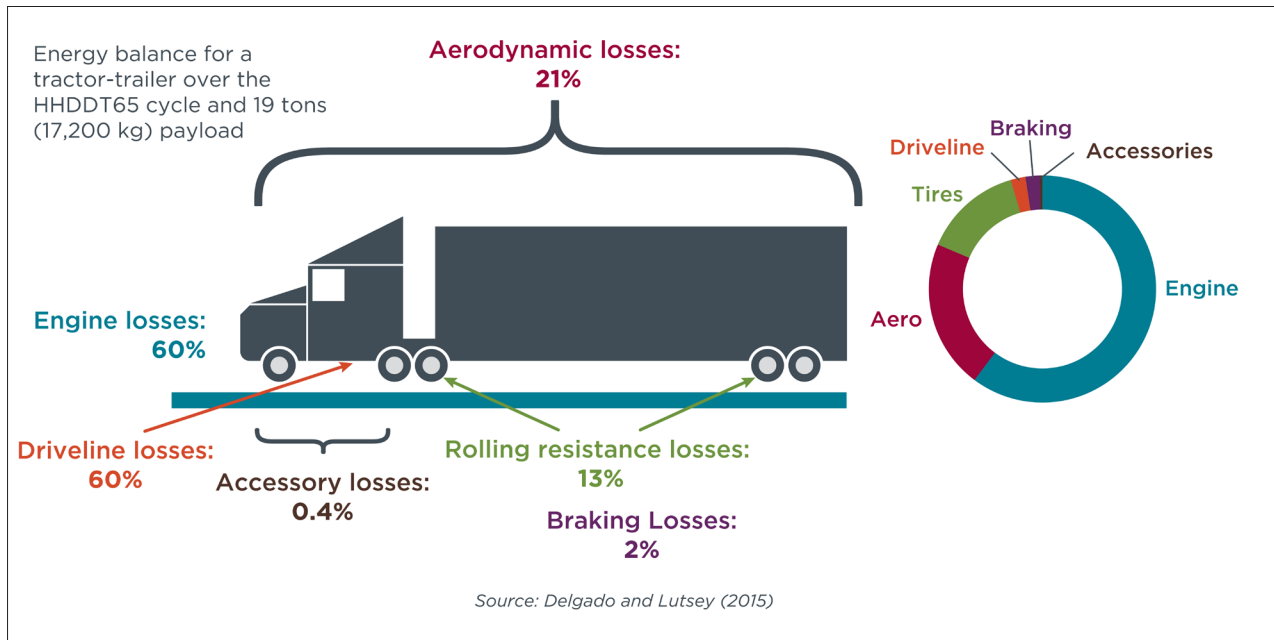 Energy balance for a
tractor-trailer over the
HHDDT65 cycle and 19 tons
(17,200 kg) payload
Aerodynamic losses:
21%
Braking
Driveline
Accessories
Tires
Engine
Aero
Engine losses:
60%
Driveline losses:
60%
Accessory losses:
0.4%
Rolling resistance losses:
13%
Braking Losses:
2%
Source: Delgado and Lutsey (2015)